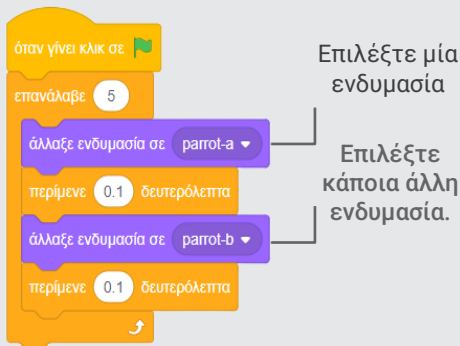 όταν γίνει κλικ σε
επανάλαβε 5
άλλαξε ενδυμασία σε parrot-a
περίμενε 0.1 δευτερόλεπτα
άλλαξε ενδυμασία σε parrot-b
περίμενε 0.1 δευτερόλεπτα
Επιλέξτε μία
ενδυμασία
Επιλέξτε
κάποια άλλη
ενδυμασία.